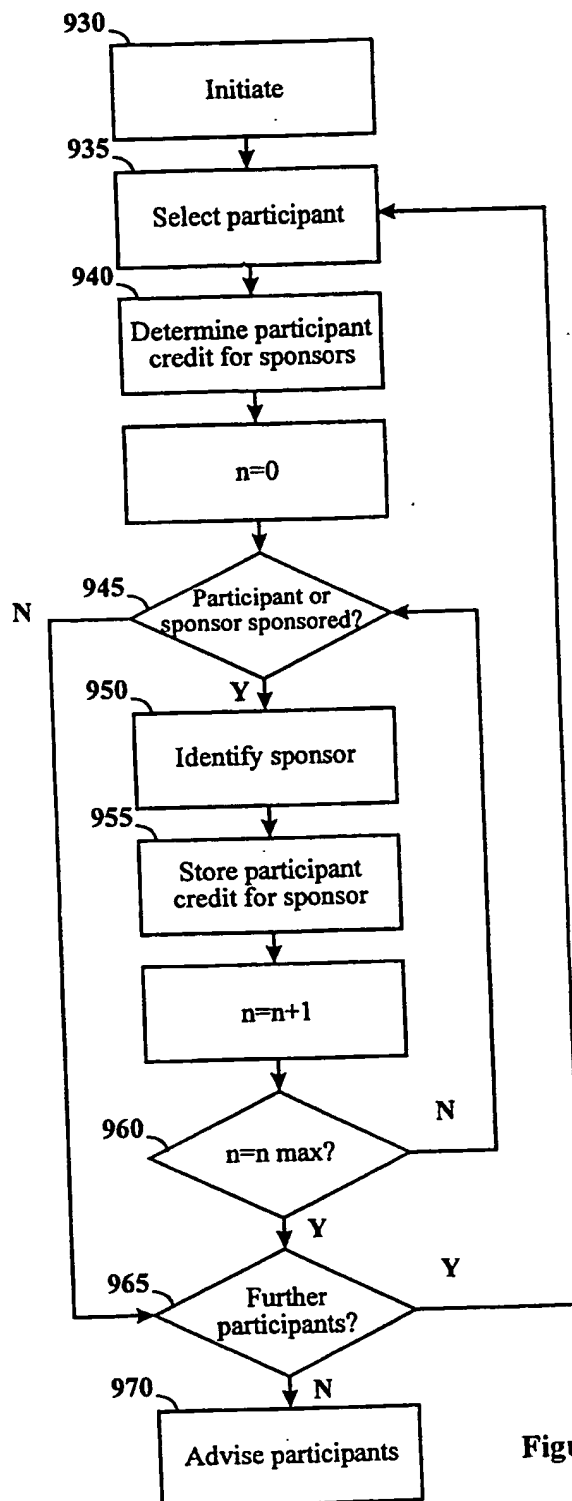 930
Initiate
935
Select participant
940
Determine participant
credit for sponsors
n=0
945
N
Participant or
sponsor sponsored?
Y
950
Identify sponsor
955
Store participant
credit for sponsor
n=n+1
N
960
n=n max?
Y
965
Y
Further
participants?
970
N
Advise participants
Figu